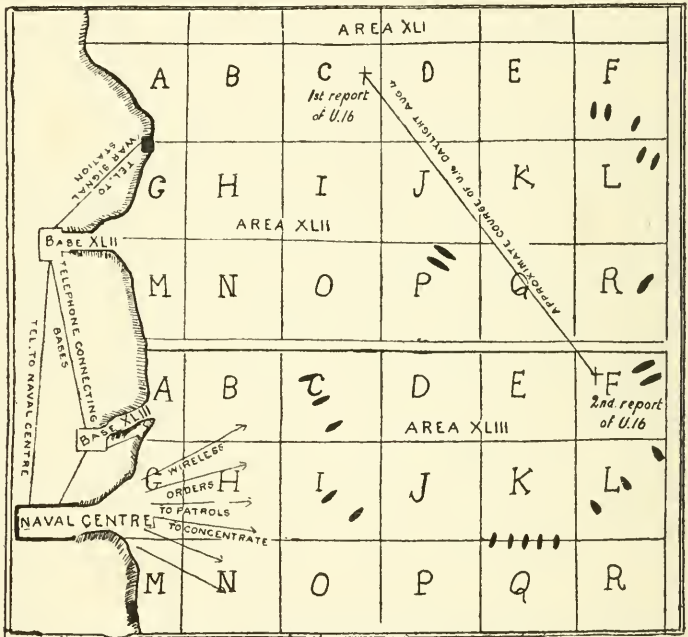 AREA XLI
A B C D E F
1st report
of U.16
APPROXIMATE COURSE OF U.16 DAYLIGHT AUG 4
TEL. TO
WAR SIGNAL
STATION
G H I J K L
AREA XLII
BASE XLII
M N O P Q R
TELEPHONE CONNECTING
BASES
TEL. TO NAVAL CENTRE
A B C D E F
2nd. report
of U.16
AREA XLIII
BASE XLIII
G H I J K L
WIRELESS
ORDERS
TO PATROLS
TO CONCENTRATE
NAVAL CENTRE
M N O P Q R